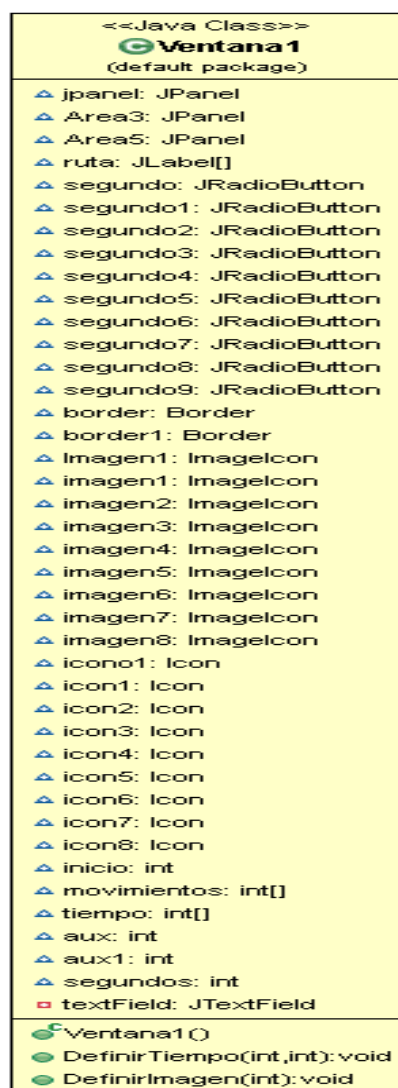 <<Java Class>>
Ventana1
(default package)
jpanel: JPanel
Area3: JPanel
Area5: JPanel
ruta: JLabel[]
segundo: JRadioButton
segundo1: JRadioButton
segundo2: JRadioButton
segundo3: JRadioButton
segundo4: JRadioButton
segundo5: JRadioButton
segundo6: JRadioButton
segundo7: JRadioButton
segundo8: JRadioButton
segundo9: JRadioButton
border: Border
border1: Border
Imagen1: ImageIcon
imagen1: ImageIcon
imagen2: ImageIcon
imagen3: ImageIcon
imagen4: ImageIcon
imagen5: ImageIcon
imagen6: ImageIcon
imagen7: ImageIcon
imagen8: ImageIcon
icono1: Icon
icon1: Icon
icon2: Icon
icon3: Icon
icon4: Icon
icon5: Icon
icon6: Icon
icon7: Icon
icon8: Icon
inicio: int
movimientos: int[]
tiempo: int[]
aux: int
aux1: int
segundos: int
textField: JTextField
Ventana1()
DefinirTiempo(int,int):void
DefinirImagen(int):void